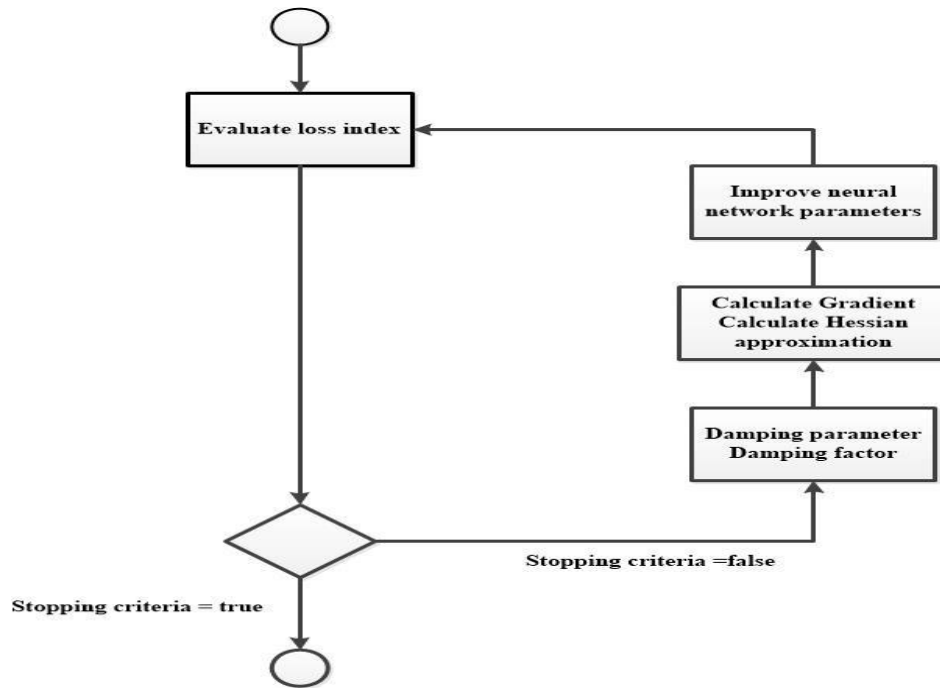 Evaluate loss index
Improve neural
network parameters
Calculate Gradient
Calculate Hessian
approximation
Damping parameter
Damping factor
Stopping criteria =false
Stopping criteria = true